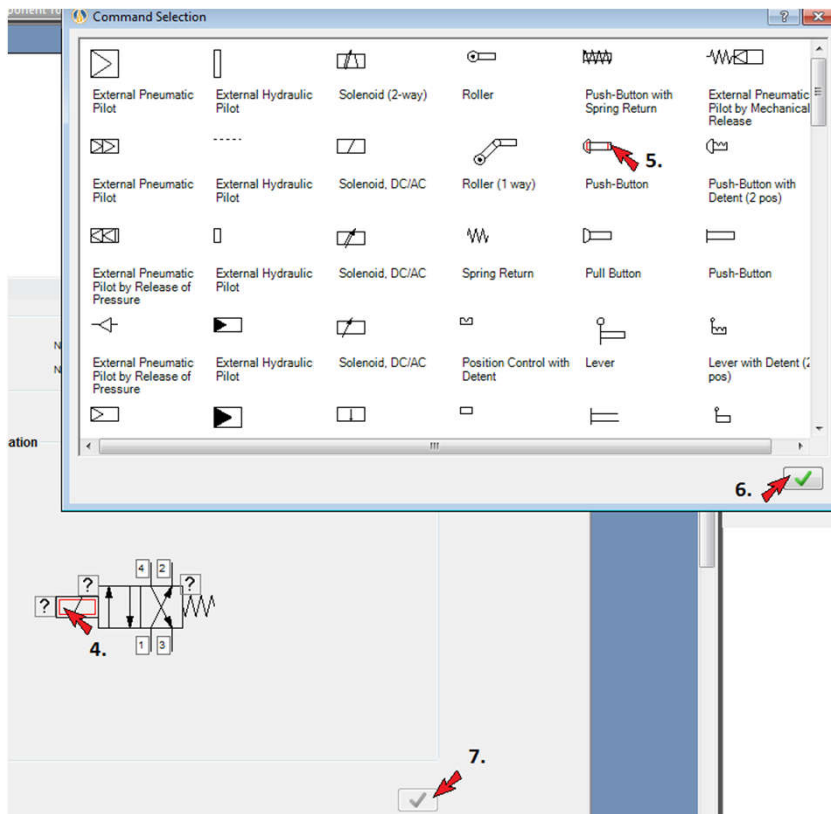 Command Selection
External Pneumatic Pilot
External Hydraulic Pilot
Solenoid (2-way)
Roller
Push-Button with Spring Return
External Pneumatic Pilot by Mechanical Release
External Pneumatic Pilot
External Hydraulic Pilot
Solenoid, DC/AC
Roller (1 way)
5.
Push-Button
Push-Button with Detent (2 pos)
External Pneumatic Pilot by Release of Pressure
External Hydraulic Pilot
Solenoid, DC/AC
Spring Return
Pull Button
Push-Button
External Pneumatic Pilot by Release of Pressure
External Hydraulic Pilot
Solenoid, DC/AC
Position Control with Detent
Lever
Lever with Detent (2 pos)
N
N
ation
6.
4 2
? ? ?
4.
1 3
7.